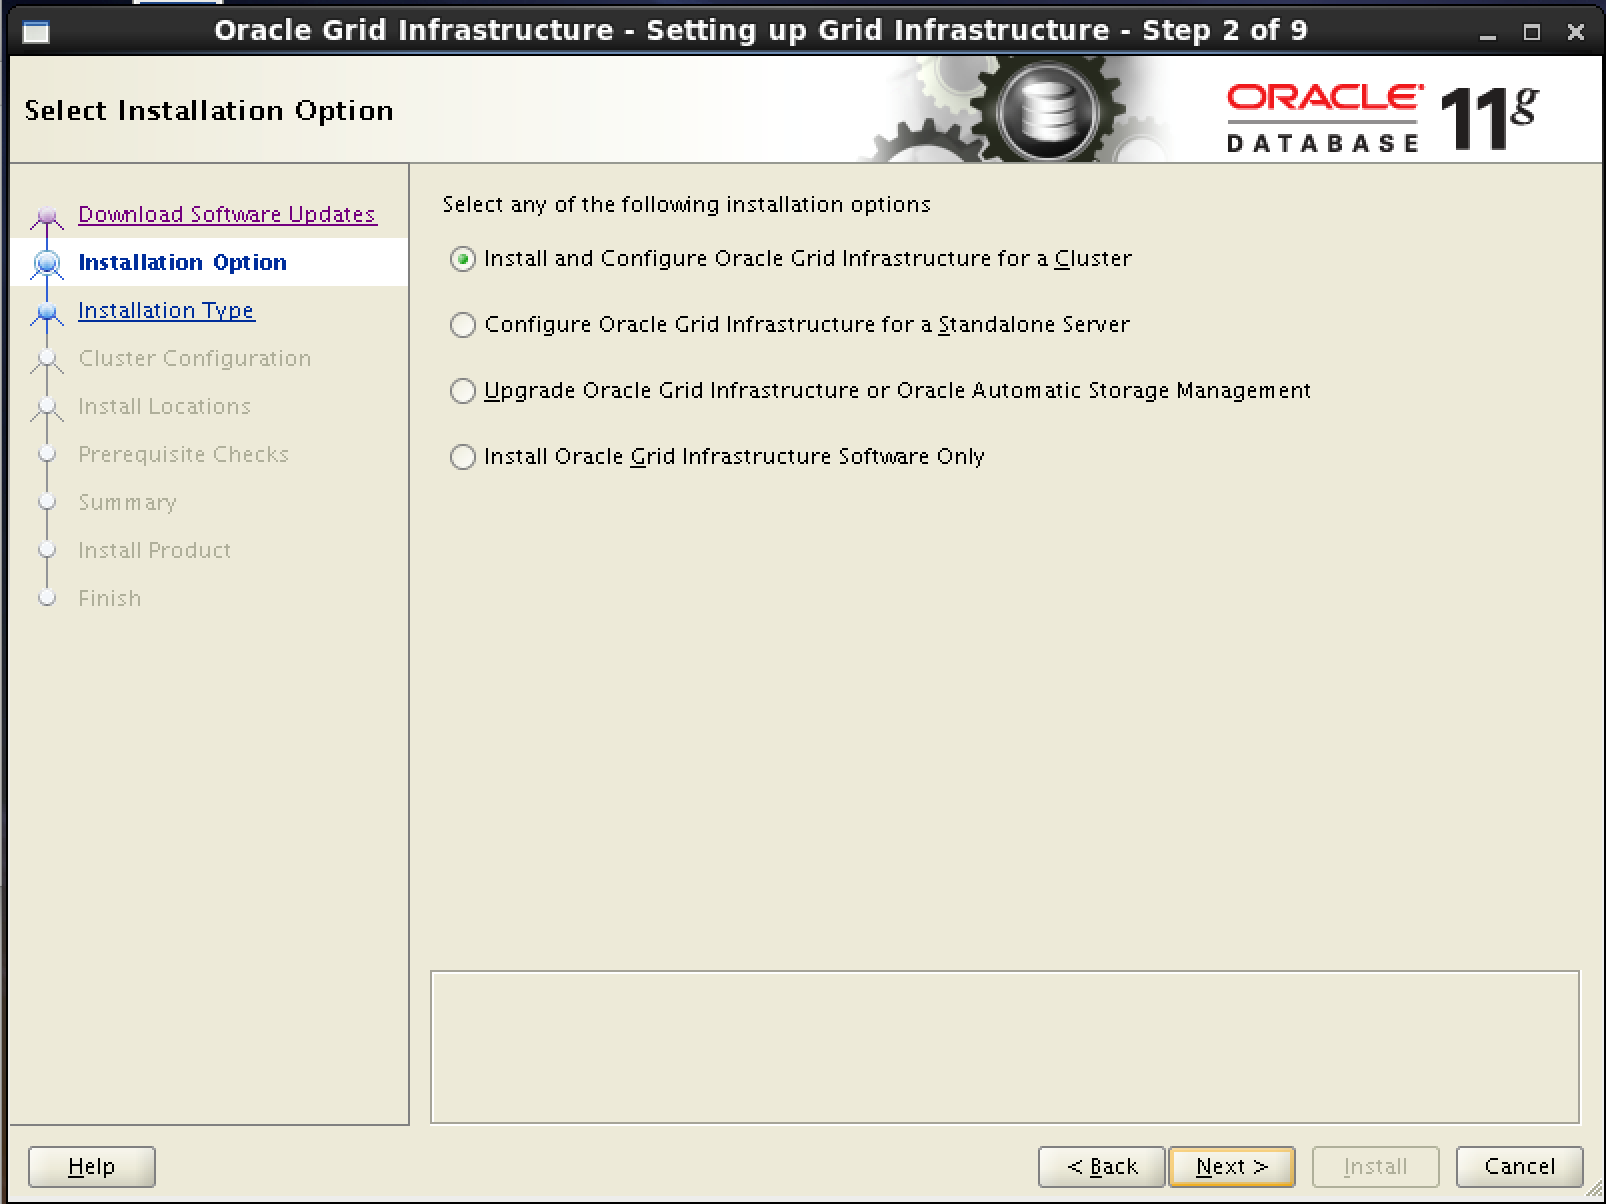 Oracle Grid Infrastructure - Setting up Grid Infrastructure - Step 2 of 9
Select Installation Option
ORACLE
DATABASE
11g
Download Software Updates
Installation Option
Installation Type
Cluster Configuration
Install Locations
Prerequisite Checks
Summary
Install Product
Finish
Select any of the following installation options
Install and Configure Oracle Grid Infrastructure for a Cluster
Configure Oracle Grid Infrastructure for a Standalone Server
Upgrade Oracle Grid Infrastructure or Oracle Automatic Storage Management
Install Oracle Grid Infrastructure Software Only
Help
< Back
Next >
Install
Cancel